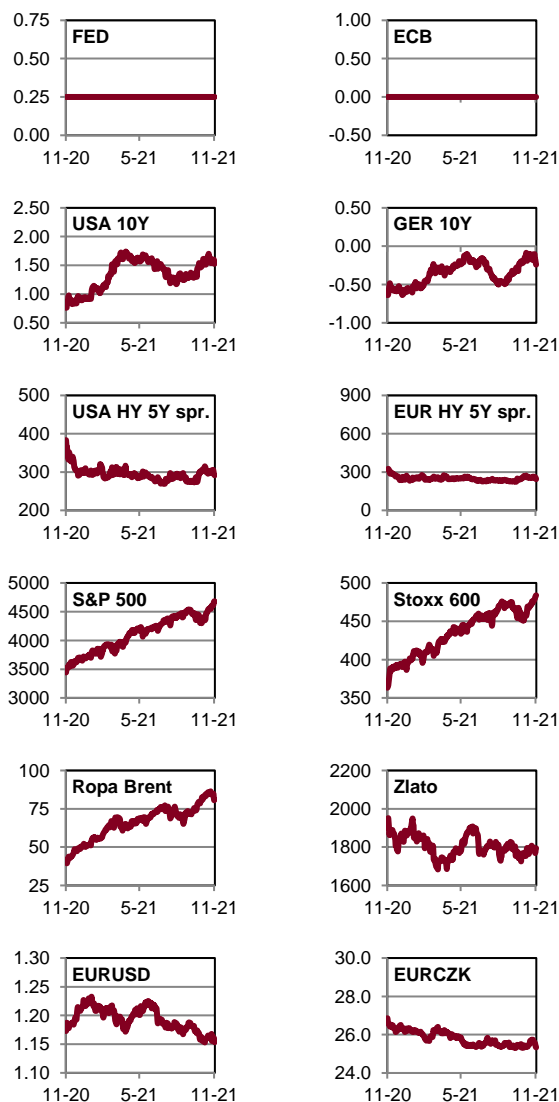 FED
0.75
0.50
0.25
0.00
11-20 5-21 11-21
ECB
1.00
0.50
0.00
-0.50
11-20 5-21 11-21
USA 10Y
2.50
2.00
1.50
1.00
0.50
11-20 5-21 11-21
GER 10Y
0.50
0.00
-0.50
-1.00
11-20 5-21 11-21
USA HY 5Y spr.
500
400
300
200
11-20 5-21 11-21
EUR HY 5Y spr.
900
600
300
0
11-20 5-21 11-21
S&P 500
5000
4500
4000
3500
3000
11-20 5-21 11-21
Stoxx 600
500
450
400
350
11-20 5-21 11-21
Ropa Brent
100
75
50
25
11-20 5-21 11-21
Zlato
2200
2000
1800
1600
11-20 5-21 11-21
EURUSD
1.30
1.25
1.20
1.15
1.10
11-20 5-21 11-21
EURCZK
30.0
28.0
26.0
24.0
11-20 5-21 11-21